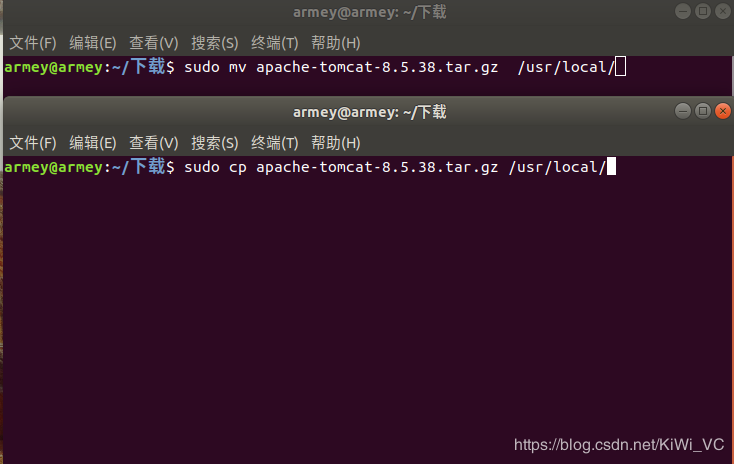 armey@armey: ~/下载
文件(F) 编辑(E) 查看(V) 搜索(S) 终端(T) 帮助(H)
armey@armey:~/下载$ sudo mv apache-tomcat-8.5.38.tar.gz  /usr/local/
armey@armey: ~/下载
文件(F) 编辑(E) 查看(V) 搜索(S) 终端(T) 帮助(H)
armey@armey:~/下载$ sudo cp apache-tomcat-8.5.38.tar.gz /usr/local/
https://blog.csdn.net/KiWi_VC